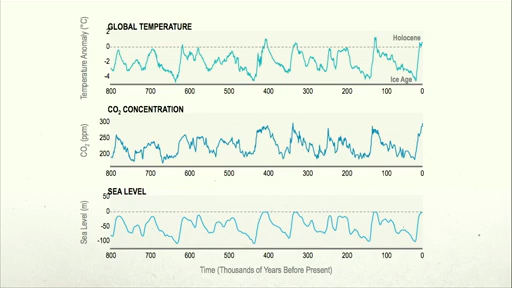 GLOBAL TEMPERATURE
Temperature Anomaly (°C)
2
0
-2
-4
Holocene
Ice Age
800 700 600 500 400 300 200 100 0
CO2 CONCENTRATION
CO2 (ppm)
300
250
200
800 700 600 500 400 300 200 100 0
SEA LEVEL
Sea Level (m)
50
0
-50
-100
800 700 600 500 400 300 200 100 0
Time (Thousands of Years Before Present)